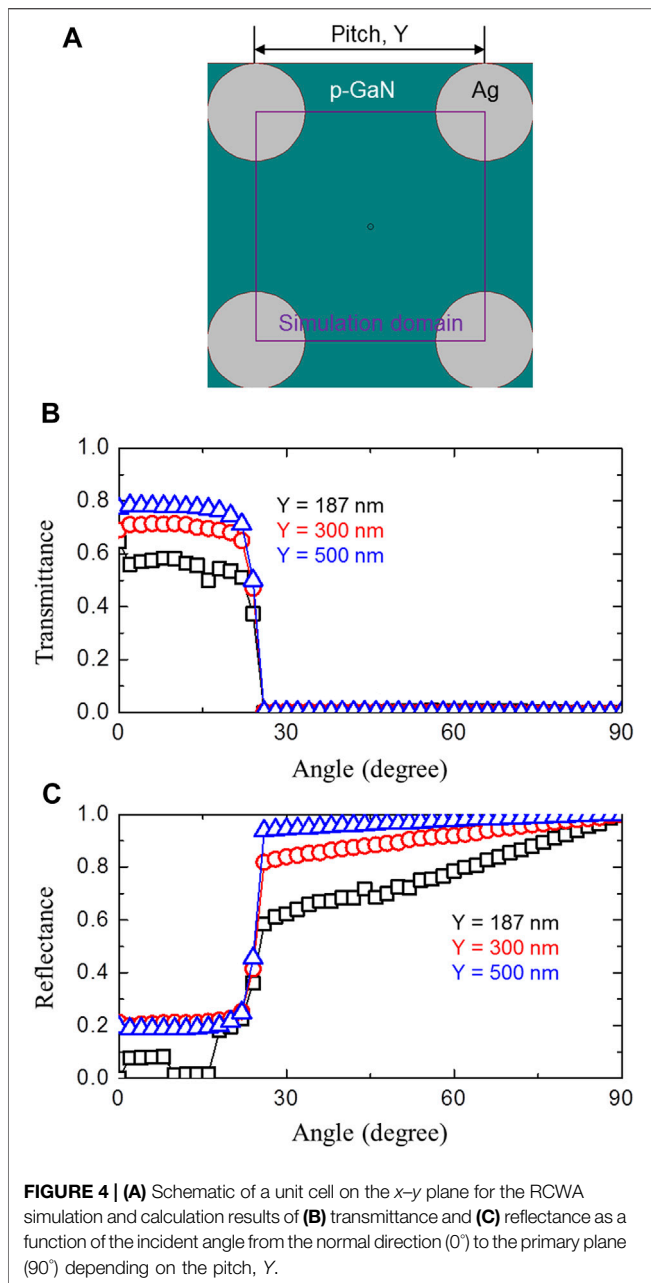 A
Pitch, Y
p-GaN
Ag
Simulation domain
B
1.0
0.8
0.6
0.4
0.2
0.0
Transmittance
Y = 187 nm
Y = 300 nm
Y = 500 nm
0
30
60
90
Angle (degree)
C
1.0
0.8
0.6
0.4
0.2
0.0
Reflectance
Y = 187 nm
Y = 300 nm
Y = 500 nm
0
30
60
90
Angle (degree)
FIGURE 4 | (A) Schematic of a unit cell on the x–y plane for the RCWA
simulation and calculation results of (B) transmittance and (C) reflectance as a
function of the incident angle from the normal direction (0°) to the primary plane
(90°) depending on the pitch, Y.